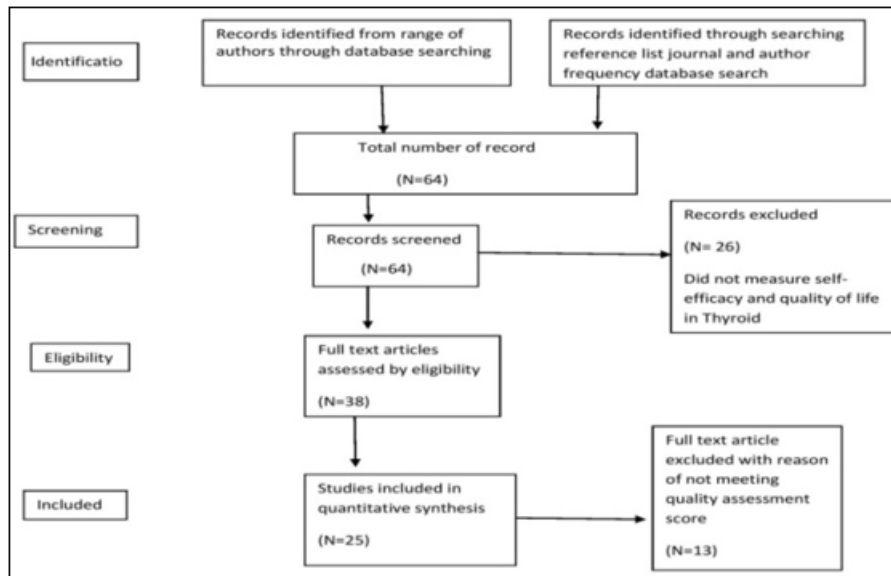 Identificatio
Records identified from range of
authors through database searching
Records identified through searching
reference list journal and author
frequency database search
Total number of record
(N=64)
Screening
Records screened
(N=64)
Records excluded
(N= 26)
Did not measure self-
efficacy and quality of life
in Thyroid
Eligibility
Full text articles
assessed by eligibility
(N=38)
Included
Studies included in
quantitative synthesis
(N=25)
Full text article
excluded with reason
of not meeting
quality assessment
score
(N=13)